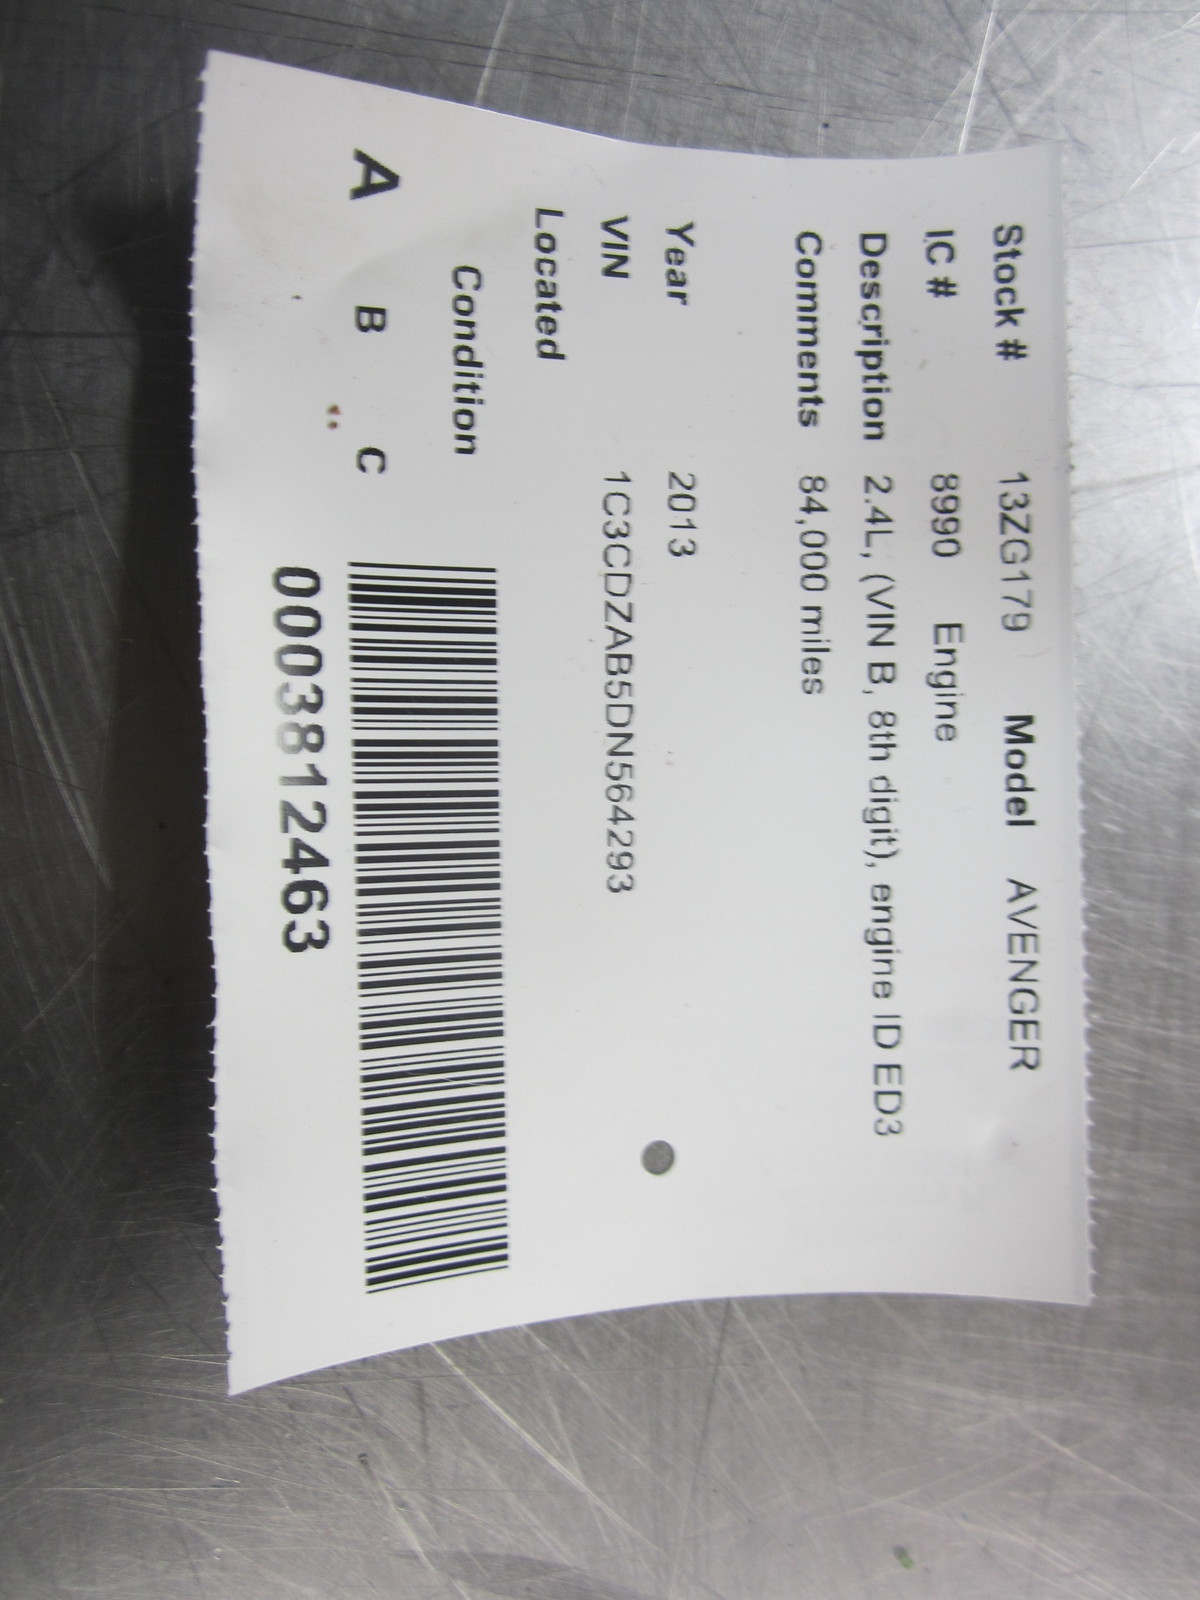 Stock # 13ZG179 Model AVENGER
IC # 8990 Engine
Description 2.4L, (VIN B, 8th digit), engine ID ED3
Comments 84,000 miles
Year 2013
VIN 1C3CDZAB5DN564293
Located
Condition
A B C
0003812463